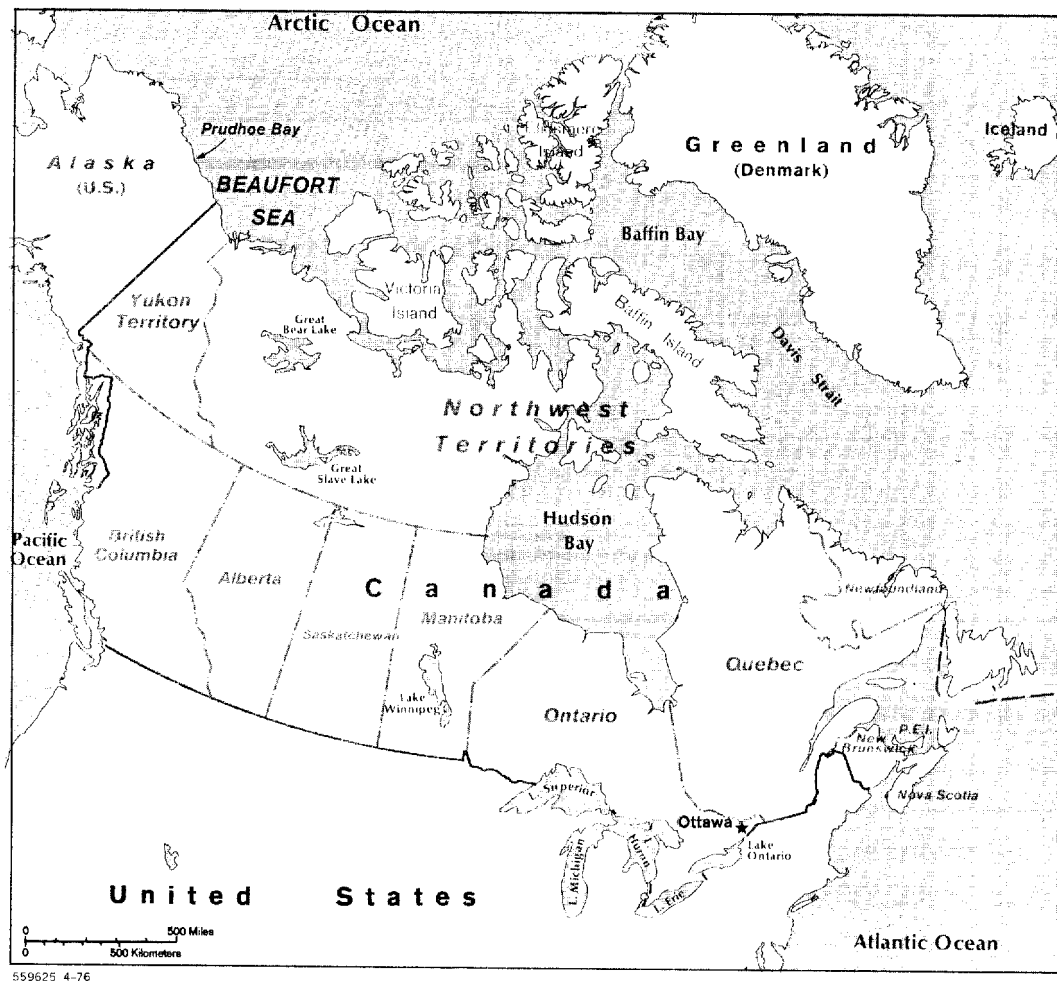 Arctic Ocean
Prudhoe Bay
Alaska
(U.S.)
BEAUFORT
SEA
Island
Greenland
(Denmark)
Iceland
Baffin Bay
Yukon
Territory
Great
Bear Lake
Victoria
Island
Baffin
Island
Davis
Strait
Northwest
Territories
Great
Slave Lake
Pacific
Ocean
British
Columbia
Alberta
Saskatchewan
Manitoba
Hudson
Bay
Canada
Newfoundland
Quebec
Lake
Winnipeg
Ontario
P.E.I.
New
Brunswick
Nova Scotia
L. Superior
Ottawa
Lake
Ontario
L. Michigan
L.
Huron
L. Erie
United States
0 500 Miles
0 500 Kilometers
Atlantic Ocean
559625 4-76